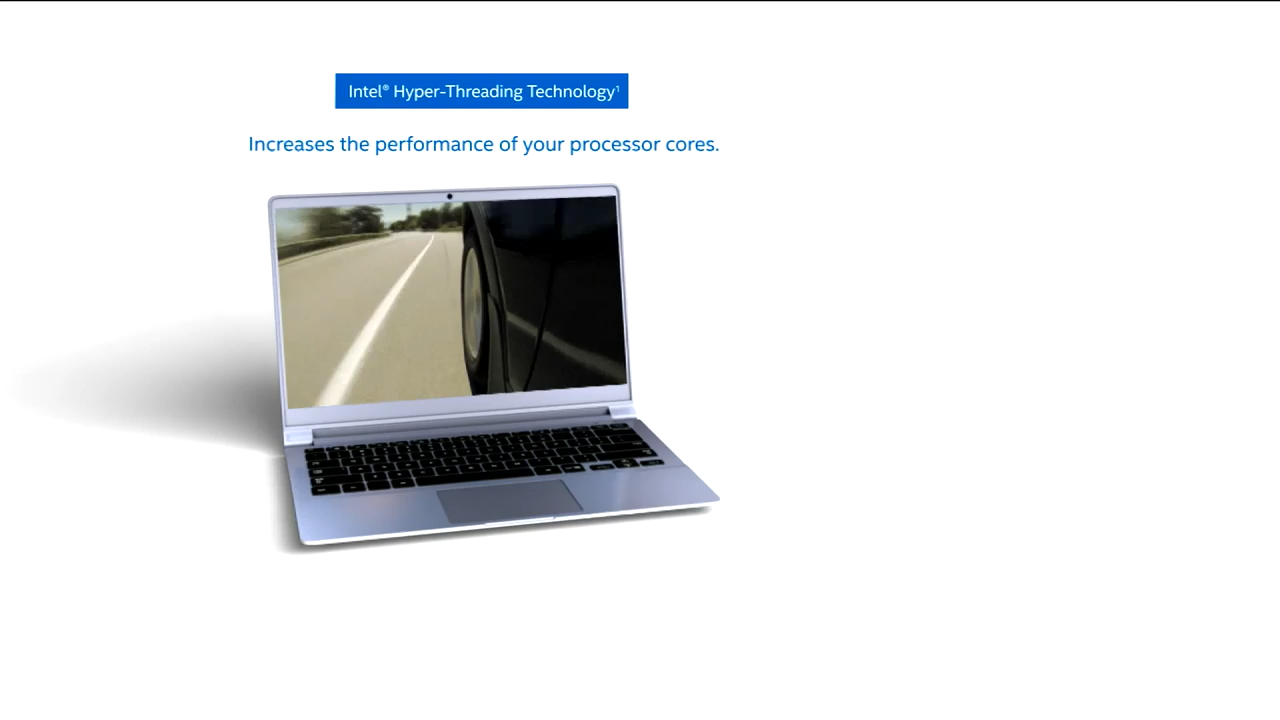 Intel® Hyper-Threading Technology¹
Increases the performance of your processor cores.